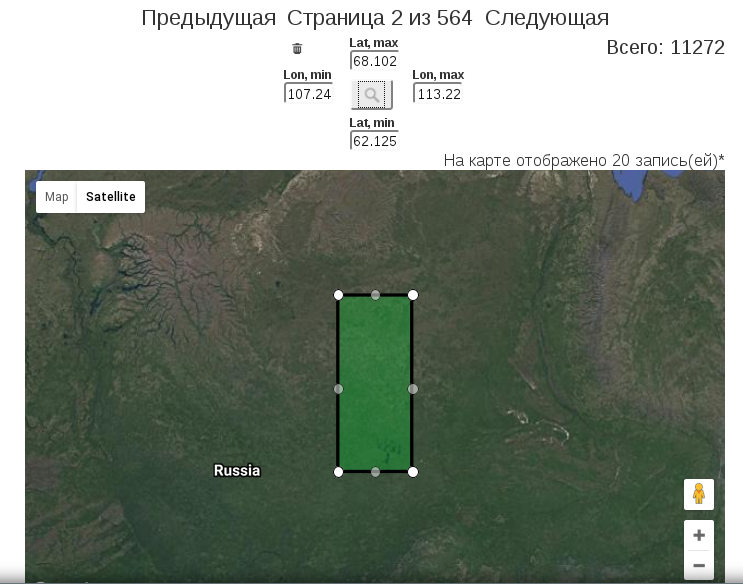 Предыдущая Страница 2 из 564 Следующая
Lat, max
Всего: 11272
68.102
Lon, min
Lon, max
107.24
113.22
Lat, min
62.125
На карте отображено 20 запись(ей)*
Map Satellite
Russia